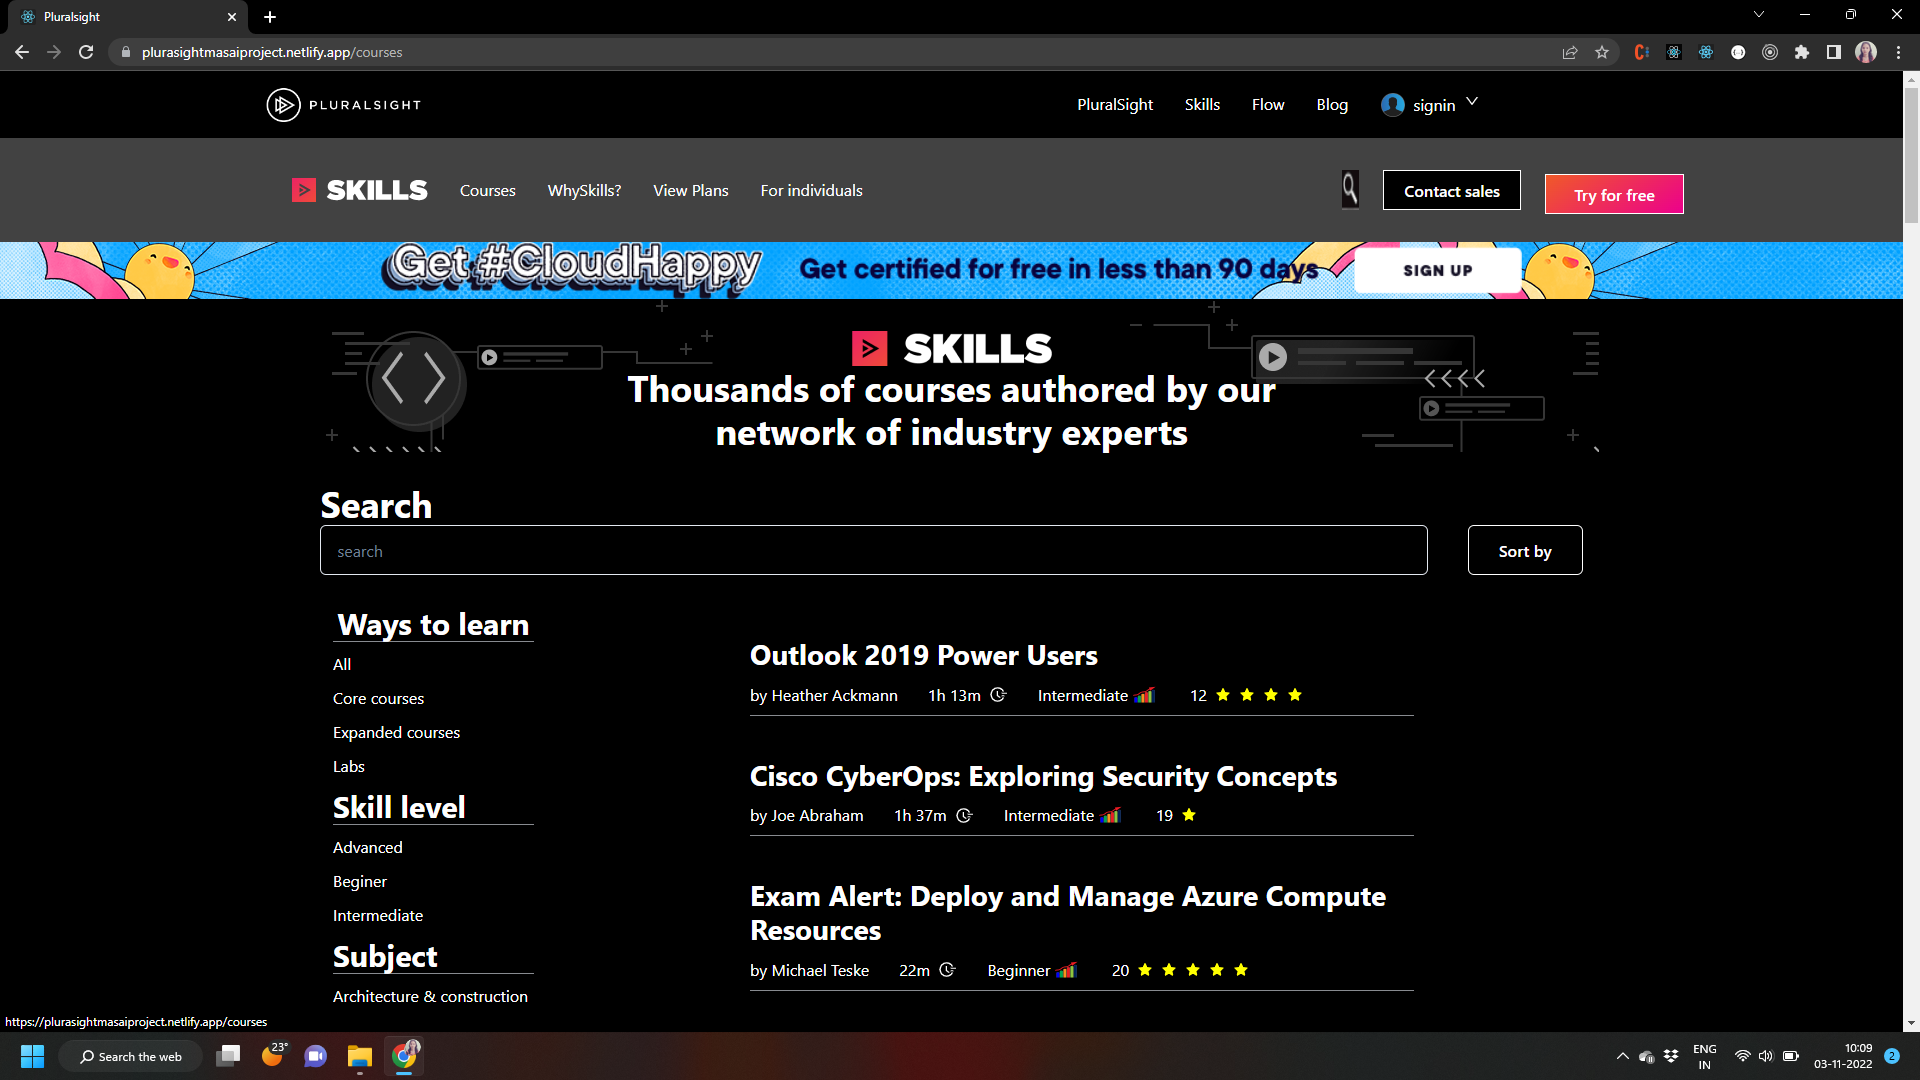 Pluralsight
plurasightmasaiproject.netlify.app/courses
PLURALSIGHT
PluralSight Skills Flow Blog signin
SKILLS Courses WhySkills? View Plans For individuals Contact sales Try for free
Get #CloudHappy Get certified for free in less than 90 days SIGN UP
SKILLS
Thousands of courses authored by our
network of industry experts
Search
search Sort by
Ways to learn
All
Core courses
Expanded courses
Labs
Skill level
Advanced
Beginer
Intermediate
Subject
Architecture & construction
Outlook 2019 Power Users
by Heather Ackmann 1h 13m Intermediate 12
Cisco CyberOps: Exploring Security Concepts
by Joe Abraham 1h 37m Intermediate 19
Exam Alert: Deploy and Manage Azure Compute
Resources
by Michael Teske 22m Beginner 20
https://plurasightmasaiproject.netlify.app/courses
Search the web
23°
ENG
IN
10:09
03-11-2022
2